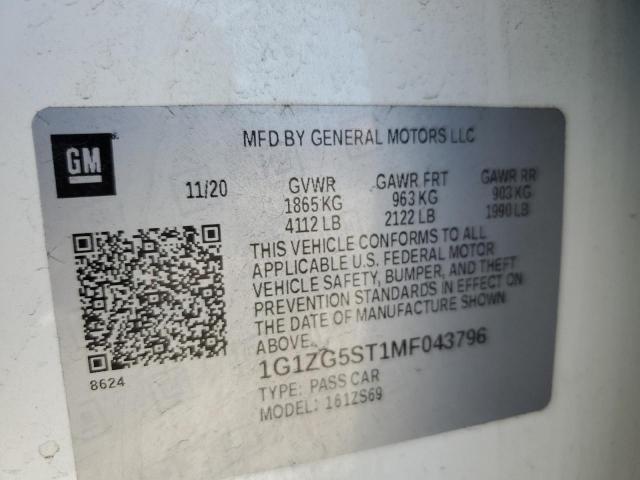 GM
MFD BY GENERAL MOTORS LLC
11/20 GVWR GAWR FRT GAWR RR
1865 KG 963 KG 903 KG
4112 LB 2122 LB 1990 LB
THIS VEHICLE CONFORMS TO ALL
APPLICABLE U.S. FEDERAL MOTOR
VEHICLE SAFETY, BUMPER, AND THEFT
PREVENTION STANDARDS IN EFFECT ON
THE DATE OF MANUFACTURE SHOWN
ABOVE.
1G1ZG5ST1MF043796
8624
TYPE: PASS CAR
MODEL: 161ZS69